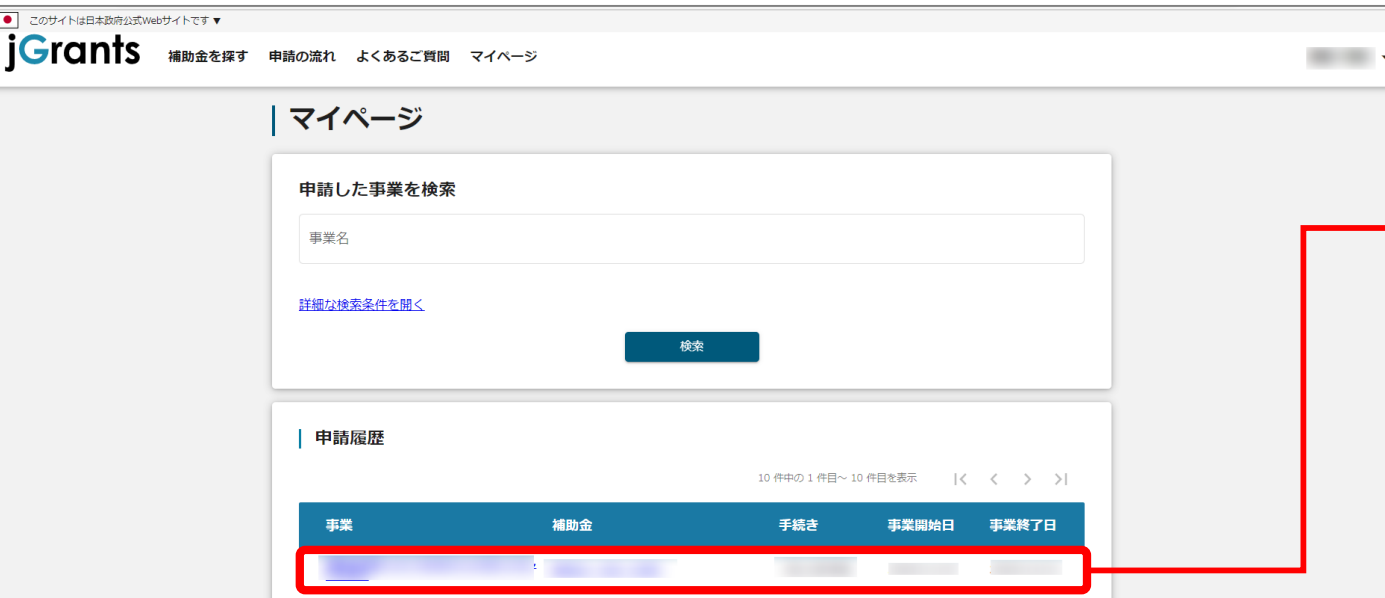 このサイトは日本政府公式Webサイトです ▼
jGrants 補助金を探す 申請の流れ よくあるご質問 マイページ
マイページ
申請した事業を検索
事業名
詳細な検索条件を開く
検索
申請履歴
10 件中の 1 件目～ 10 件目を表示
事業 補助金 手続き 事業開始日 事業終了日